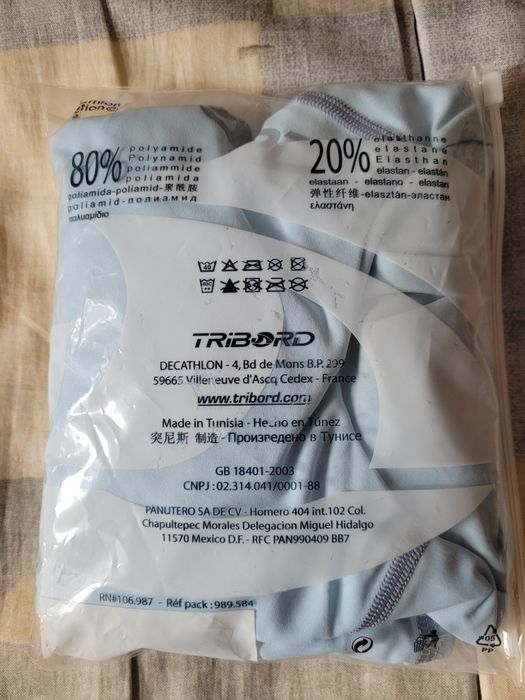 80%
polyamide
Polynamid
poliammide
poliamida
poliamida-poliamid-聚酰胺
poliamid-полиамид
πολυαμίδιο
20%
elasthanne
elastane
Elasthan
elastan - elastán
elastaan - elastano - elastan
弹性纤维-elasztán-эластан
ελαστάνη
TRIBORD
DECATHLON - 4, Bd de Mons B.P. 299
59665 Villeneuve d'Ascq Cedex - France
www.tribord.com
Made in Tunisia - Hecho en Túnez
突尼斯 制造 - Произведено в Тунисе
GB 18401-2003
CNPJ : 02.314.041/0001-88
PANUTERO SA DE CV - Homero 404 int.102 Col.
Chapultepec Morales Delegacion Miguel Hidalgo
11570 Mexico D.F. - RFC PAN990409 BB7
RN#106.987 - Réf pack : 989.584
05
PP